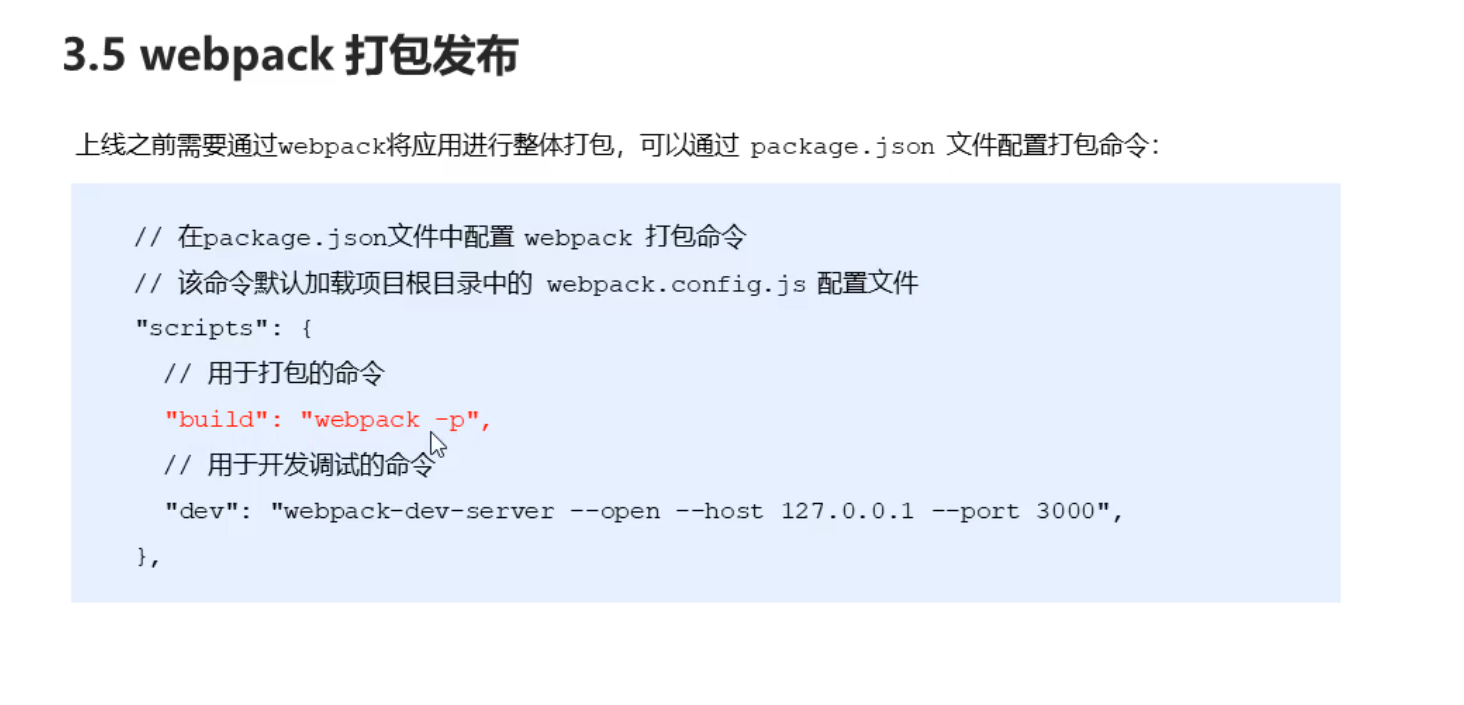 3.5 webpack 打包发布
上线之前需要通过webpack将应用进行整体打包，可以通过 package.json 文件配置打包命令：
// 在package.json文件中配置 webpack 打包命令
// 该命令默认加载项目根目录中的 webpack.config.js 配置文件
"scripts": {
// 用于打包的命令
"build": "webpack -p",
// 用于开发调试的命令
"dev": "webpack-dev-server --open --host 127.0.0.1 --port 3000",
},